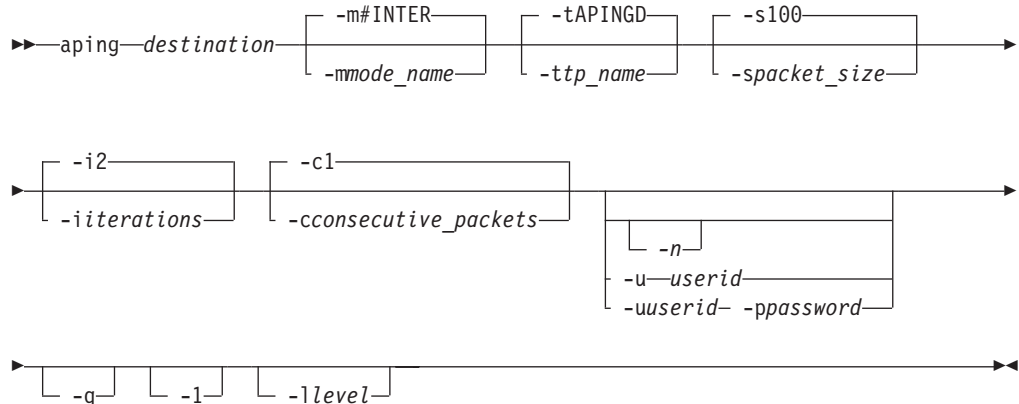 -m#INTER -tAPINGD -s100
aping destination
-mmode_name -ttp_name -spacket_size
-i2 -c1
-iiterations -cconsecutive_packets
-n
-u userid
-uuserid -ppassword
-q -1 -llevel